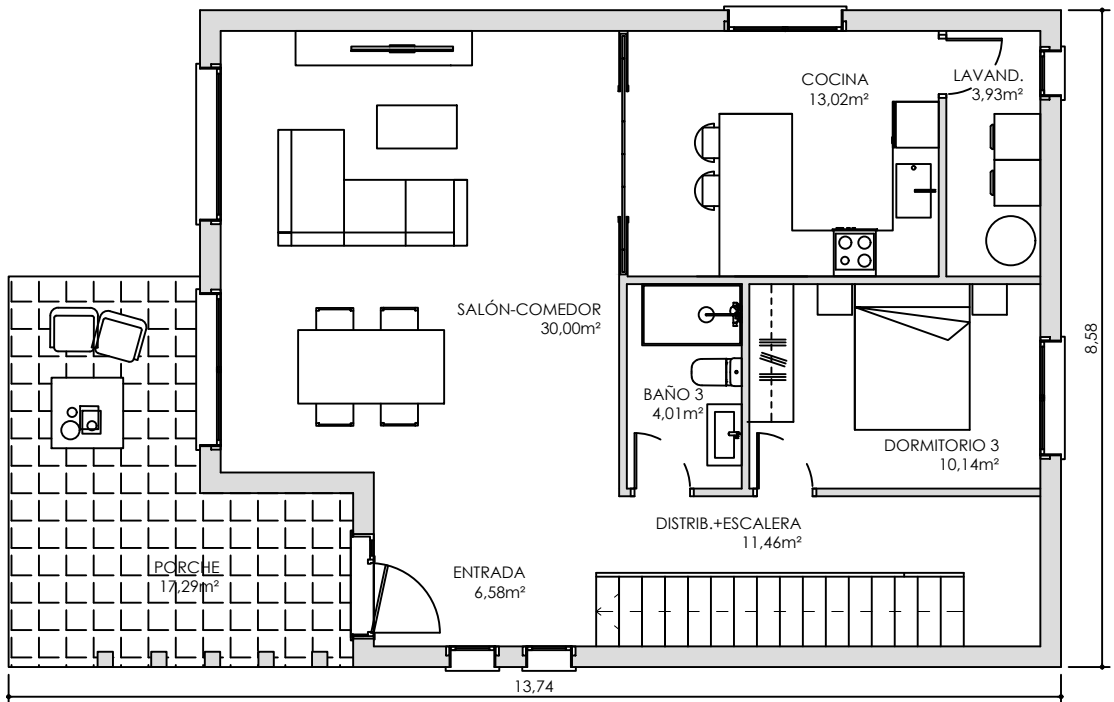 COCINA
13,02m²
LAVAND.
3,93m²
SALÓN-COMEDOR
30,00m²
8,58
BAÑO 3
4,01m²
DORMITORIO 3
10,14m²
DISTRIB.+ESCALERA
11,46m²
PORCHE
17,29m²
ENTRADA
6,58m²
13,74